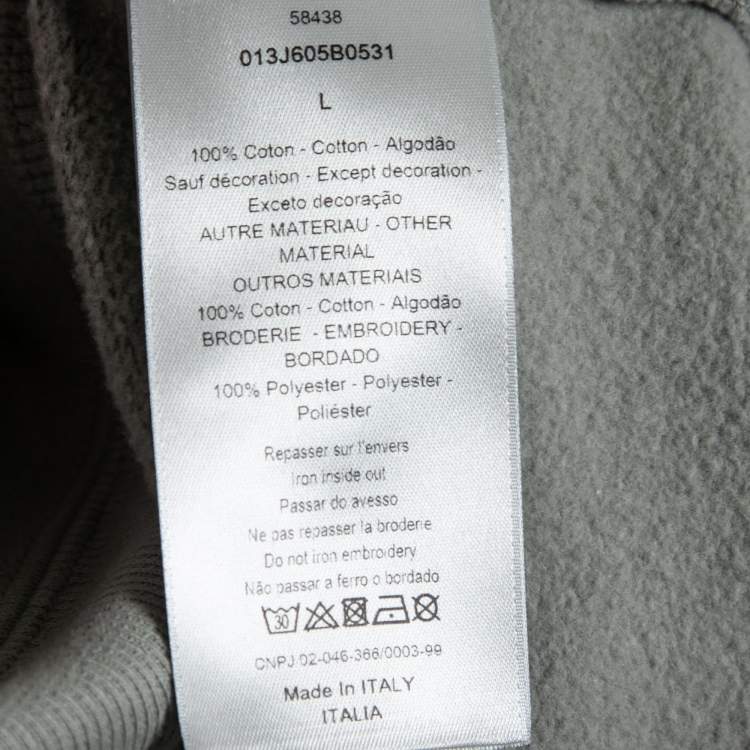 58438
013J605B0531
L
100% Coton - Cotton - Algodão
Sauf décoration - Except decoration -
Exceto decoração
AUTRE MATERIAU - OTHER
MATERIAL
OUTROS MATERIAIS
100% Coton - Cotton - Algodão
BRODERIE - EMBROIDERY -
BORDADO
100% Polyester - Polyester -
Poliéster
Repasser sur l'envers
Iron inside out
Passar do avesso
Ne pas repasser la broderie
Do not iron embroidery
Não passar a ferro o bordado
30
CNPJ 02-046-366/0003-99
Made In ITALY
ITALIA